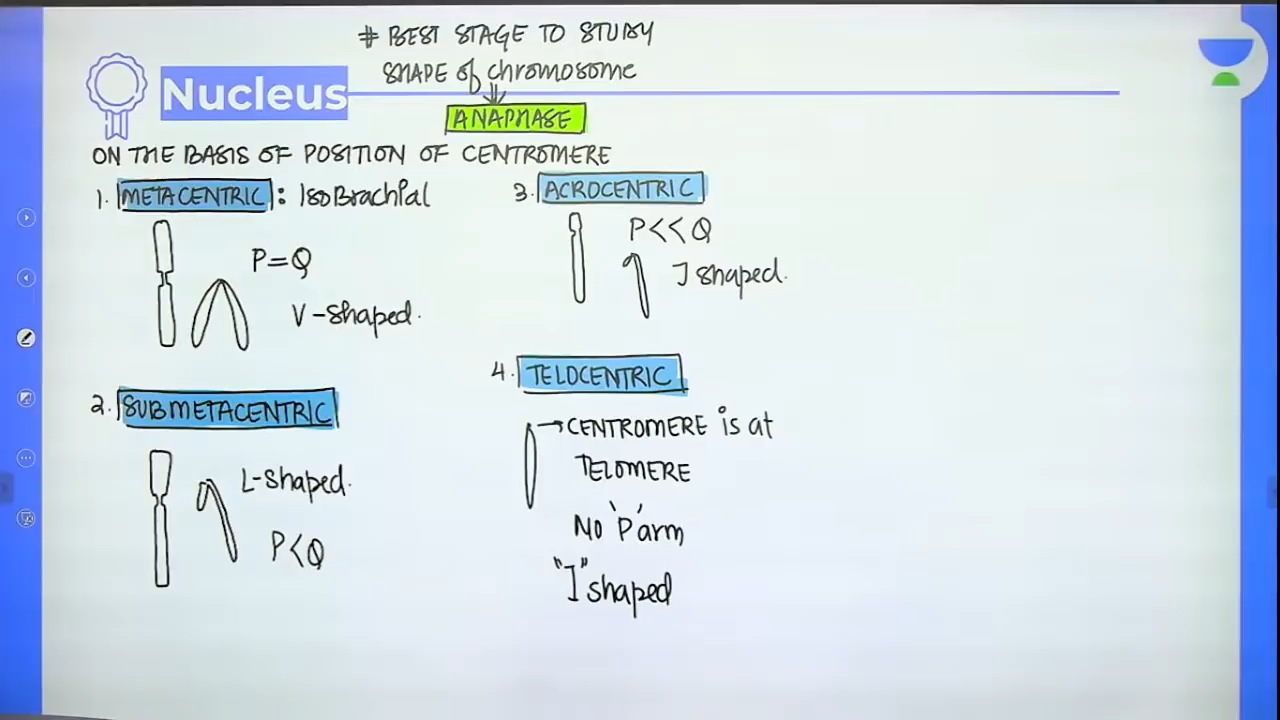 # BEST STAGE TO STUDY
SHAPE of chromosome
Nucleus
ANAPHASE
ON THE BASIS OF POSITION OF CENTROMERE
1. METACENTRIC : IsoBrachial
P=Q
V-shaped.
2. SUBMETACENTRIC
L-shaped.
P<Q
3. ACROCENTRIC
P<<Q
J shaped.
4. TELOCENTRIC
→CENTROMERE is at
TELOMERE
No 'P' arm
"I" shaped